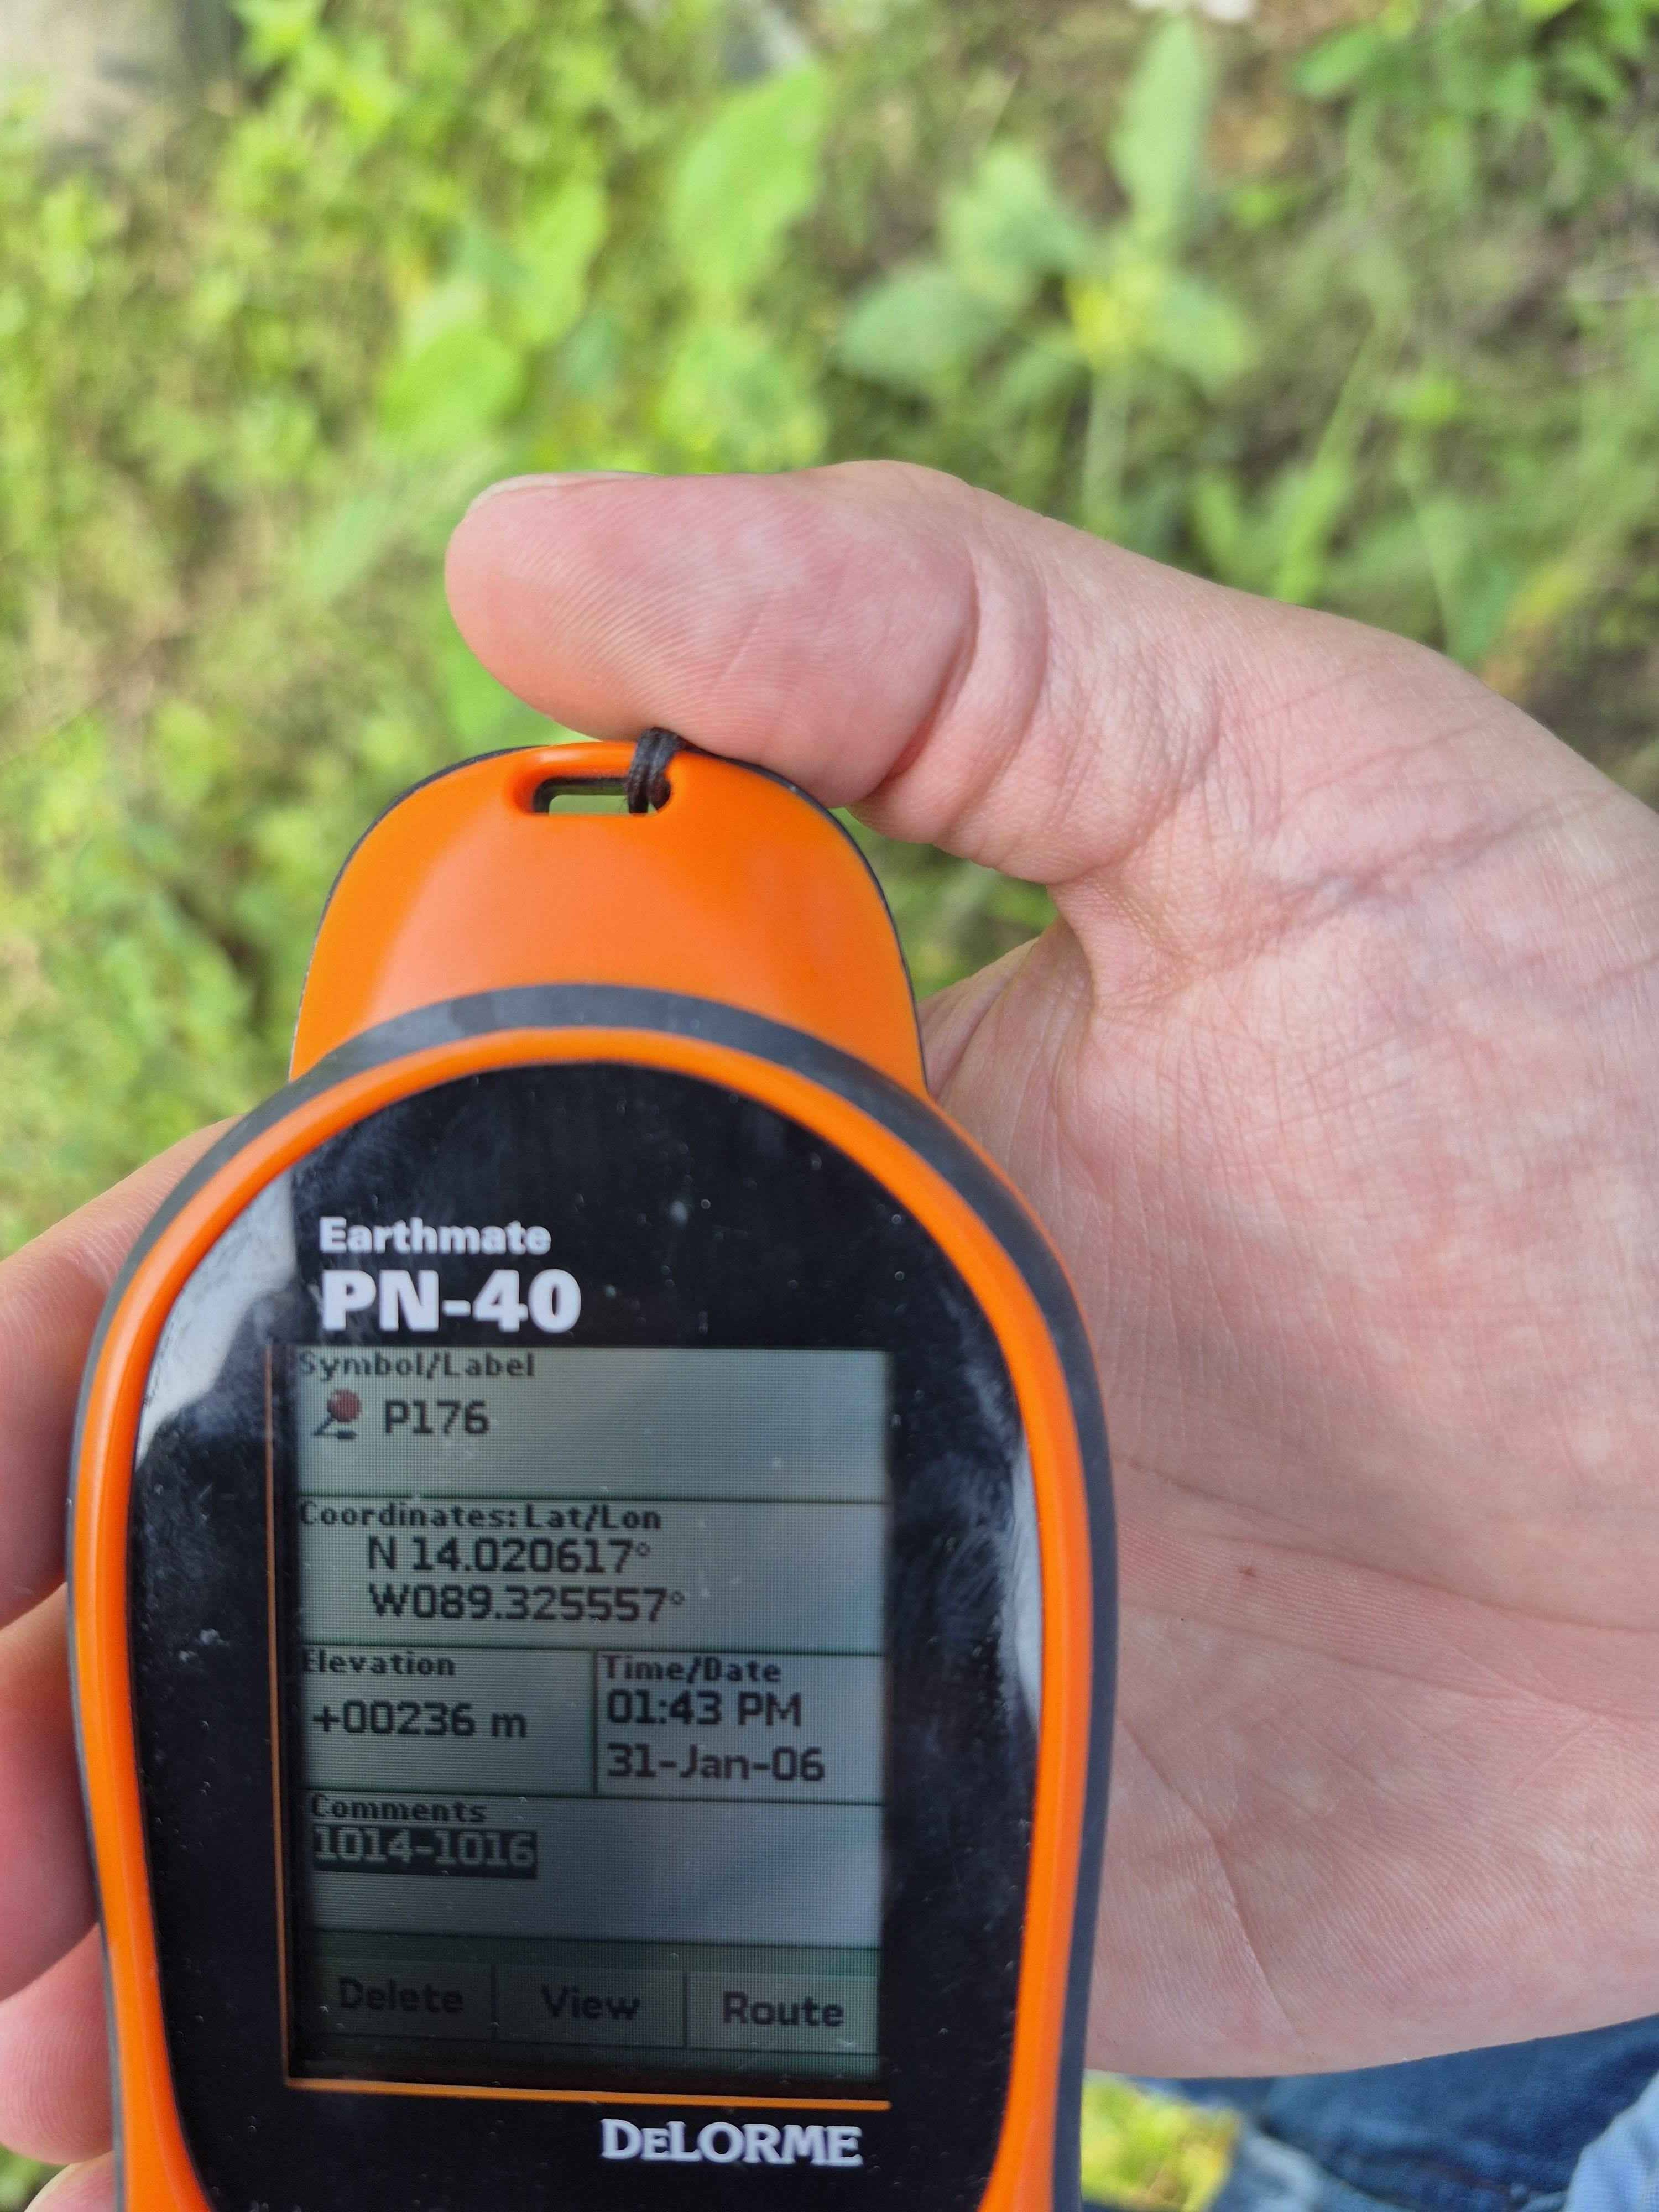 Earthmate
PN-40
Symbol/Label
P176
Coordinates: Lat/Lon
N 14.020617°
W089.325557°
Elevation
+00236 m
Time/Date
01:43 PM
31-Jan-06
Comments
1014-1016
Delete View Route
DELORME